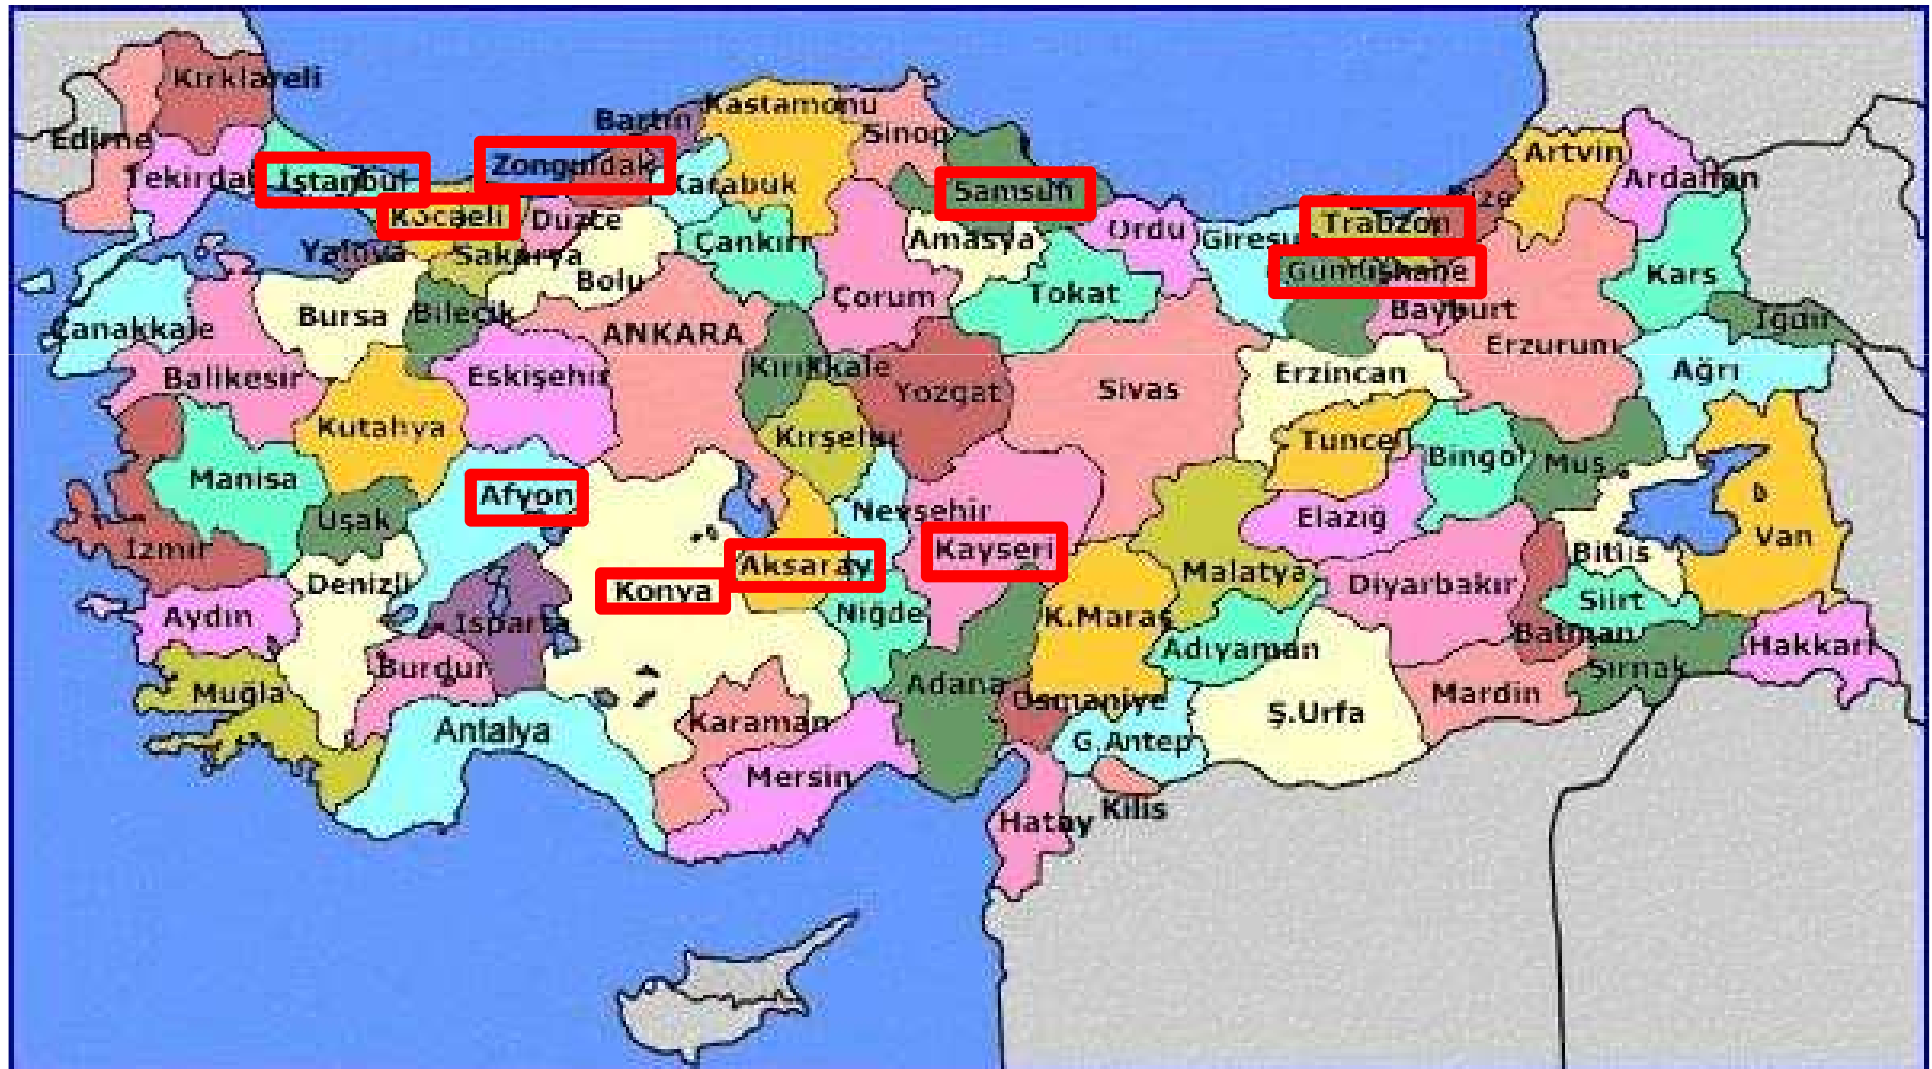 Kırklareli
Edirne
Tekirdağ
İstanbul
Zonguldak
Bartın
Kastamonu
Sinop
Karabuk
Samsun
Artvin
Ardahan
Rize
Kocaeli
Düzce
Yalova
Sakarya
Bolu
Çankırı
Amasya
Ordu
Giresun
Trabzon
Gümüşhane
Kars
Bayburt
Iğdır
Çanakkale
Bursa
Bilecik
ANKARA
Çorum
Tokat
Erzurum
Balıkesir
Eskişehir
Kırıkkale
Yozgat
Sivas
Erzincan
Ağrı
Kutahya
Kırşehir
Tunceli
Bingöl
Muş
Manisa
Uşak
Afyon
Nevşehir
Elazığ
Van
İzmir
Denizli
Konya
Aksaray
Kayseri
Malatya
Diyarbakır
Bitlis
Aydın
Isparta
Niğde
K.Maraş
Siirt
Adıyaman
Batman
Hakkari
Şırnak
Burdur
Muğla
Adana
Osmaniye
Mardin
Antalya
Karaman
Ş.Urfa
G.Antep
Mersin
Hatay
Kilis